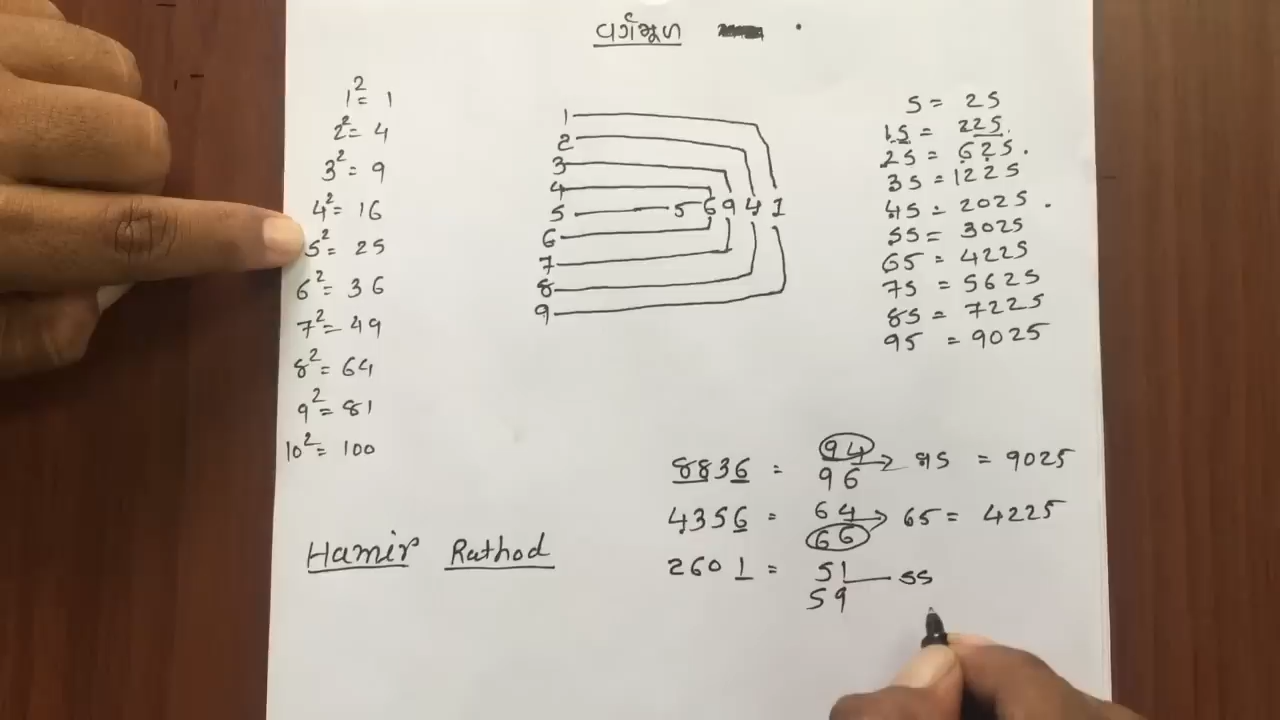 વર્ગમૂળ
1² = 1
2² = 4
3² = 9
4² = 16
5² = 25
6² = 36
7² = 49
8² = 64
9² = 81
10² = 100
1
2
3
4
5 5 6 9 4 1
6
7
8
9
5 = 25
15 = 225.
25 = 625.
35 = 1225
45 = 2025.
55 = 3025
65 = 4225
75 = 5625
85 = 7225
95 = 9025
8836 = 94 95 = 9025
96
4356 = 64 65 = 4225
66
2601 = 51 55
59
Hamir Rathod